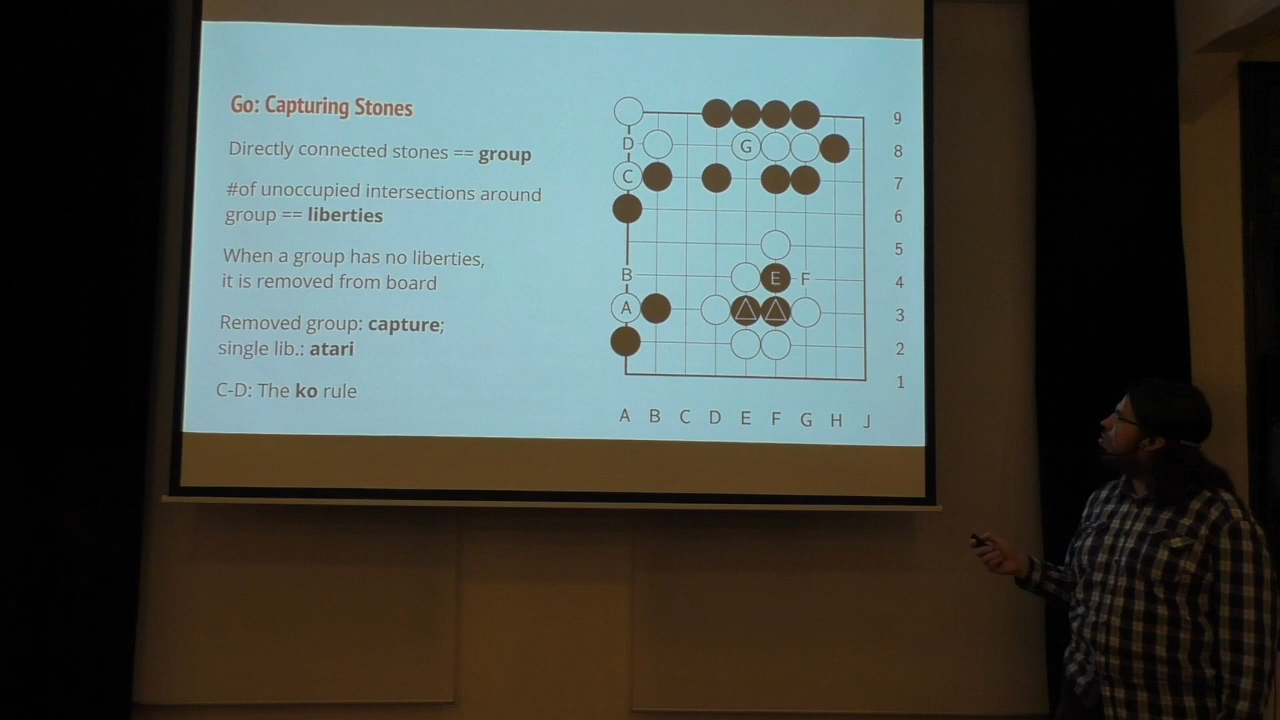 Go: Capturing Stones
Directly connected stones == group
#of unoccupied intersections around
group == liberties
When a group has no liberties,
it is removed from board
Removed group: capture;
single lib.: atari
C-D: The ko rule
9
D G 8
C 7
6
5
B E F 4
A 3
2
1
A B C D E F G H J